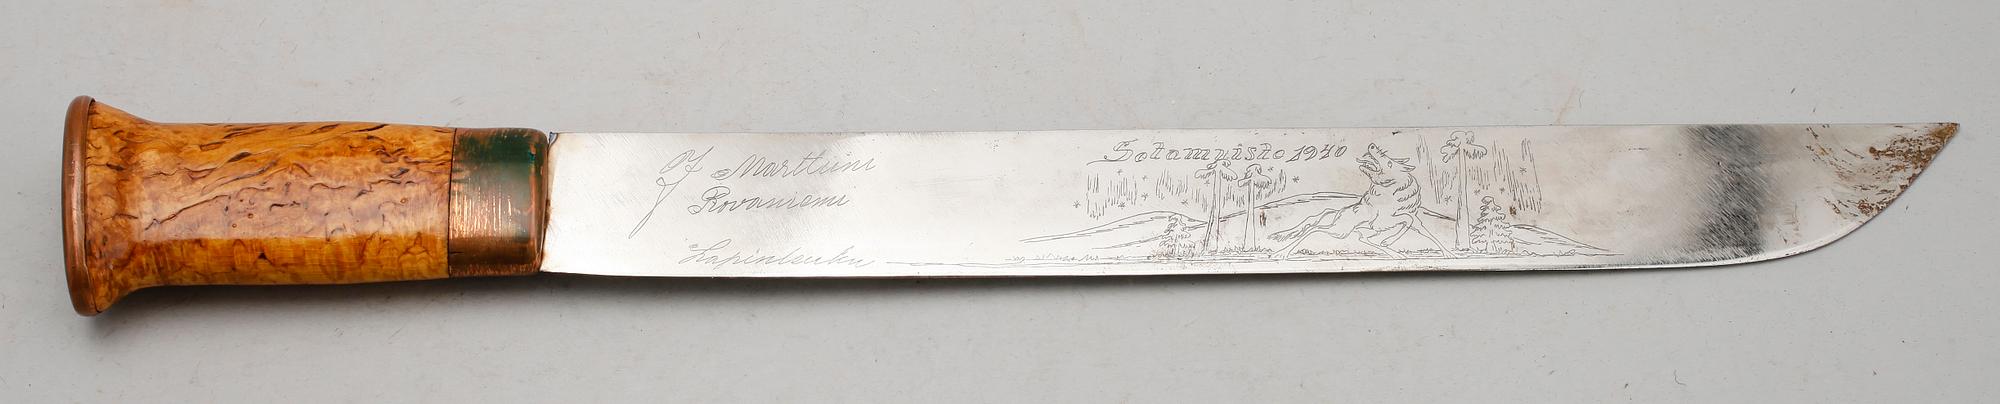 J Marttiini
Rovaniemi
Lapinleuku
Sotamuisto 1940